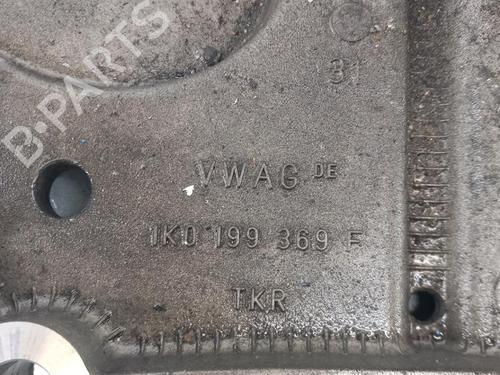 B-PARTS
31
VWAG DE
1K0 199 369 F
TKR